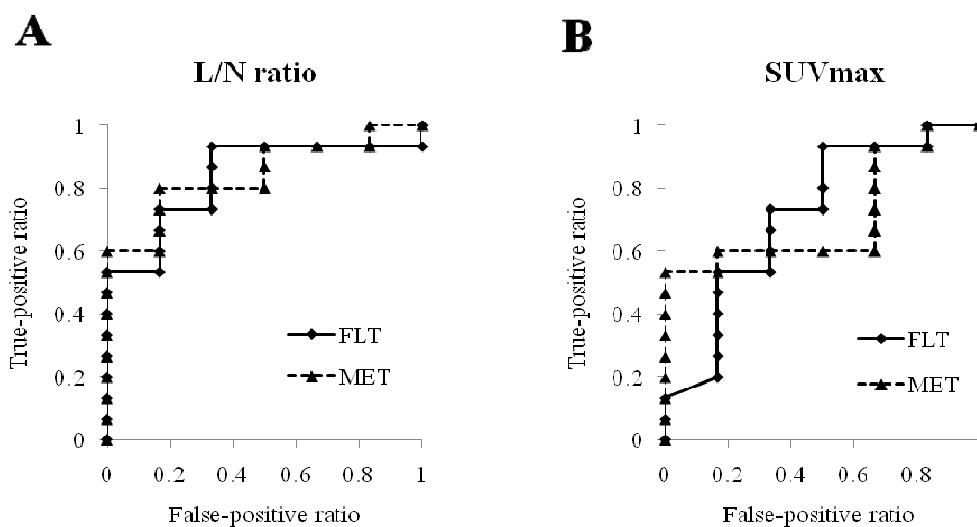 A
L/N ratio
True-positive ratio
1
0.8
0.6
0.4
0.2
0
0 0.2 0.4 0.6 0.8 1
False-positive ratio
FLT
MET
B
SUVmax
True-positive ratio
1
0.8
0.6
0.4
0.2
0
0 0.2 0.4 0.6 0.8
False-positive ratio
FLT
MET